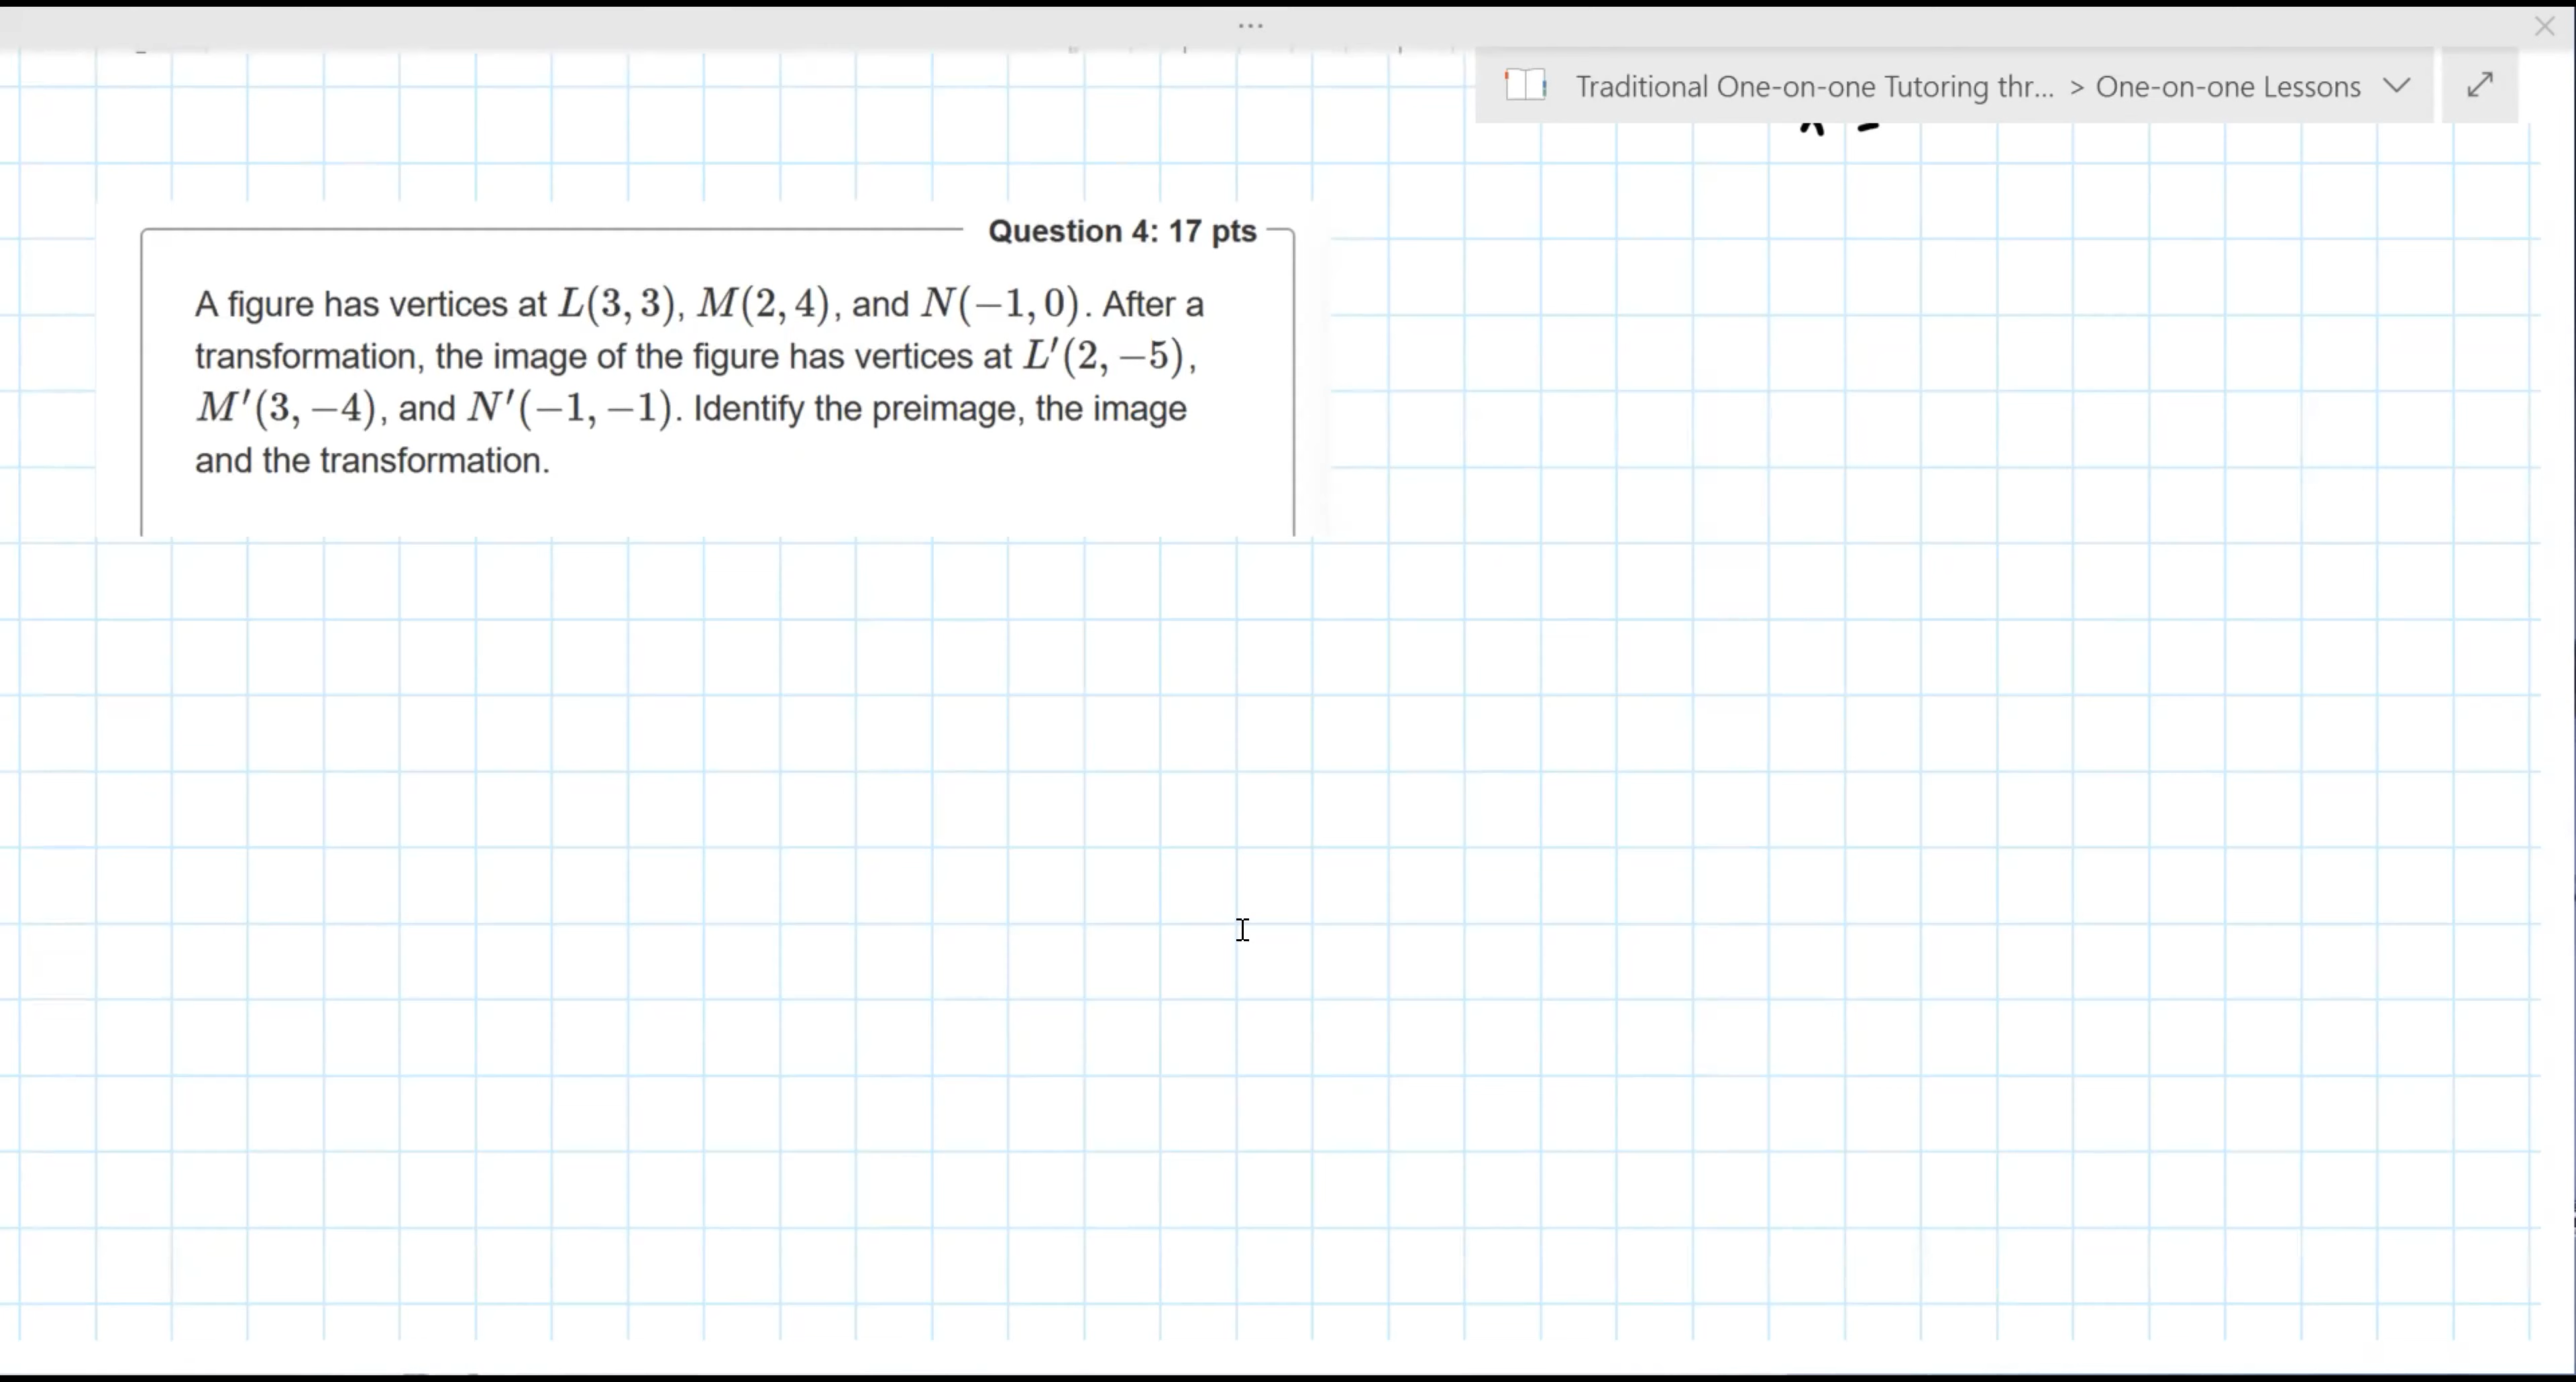 ...
Traditional One-on-one Tutoring thr... > One-on-one Lessons
Question 4: 17 pts
A figure has vertices at L(3, 3), M(2, 4), and N(−1, 0). After a
transformation, the image of the figure has vertices at L′(2, −5),
M′(3, −4), and N′(−1, −1). Identify the preimage, the image
and the transformation.